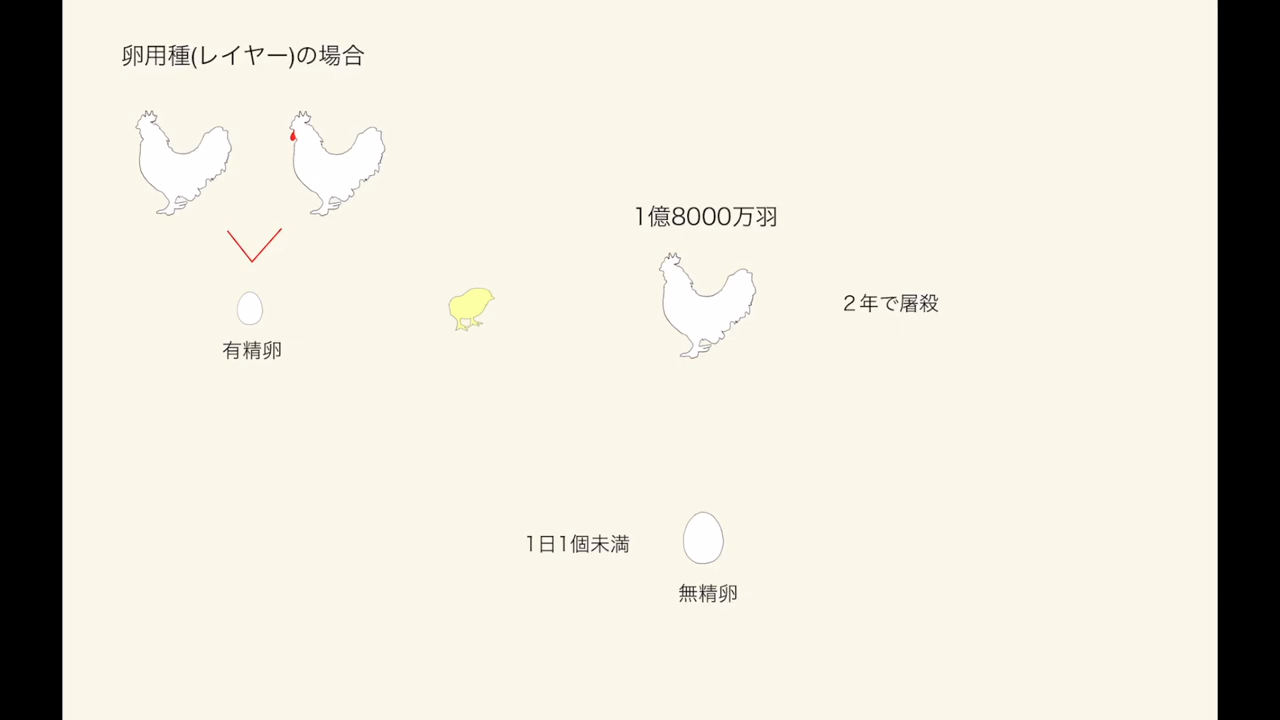 卵用種(レイヤー)の場合
1億8000万羽
２年で屠殺
有精卵
1日1個未満
無精卵